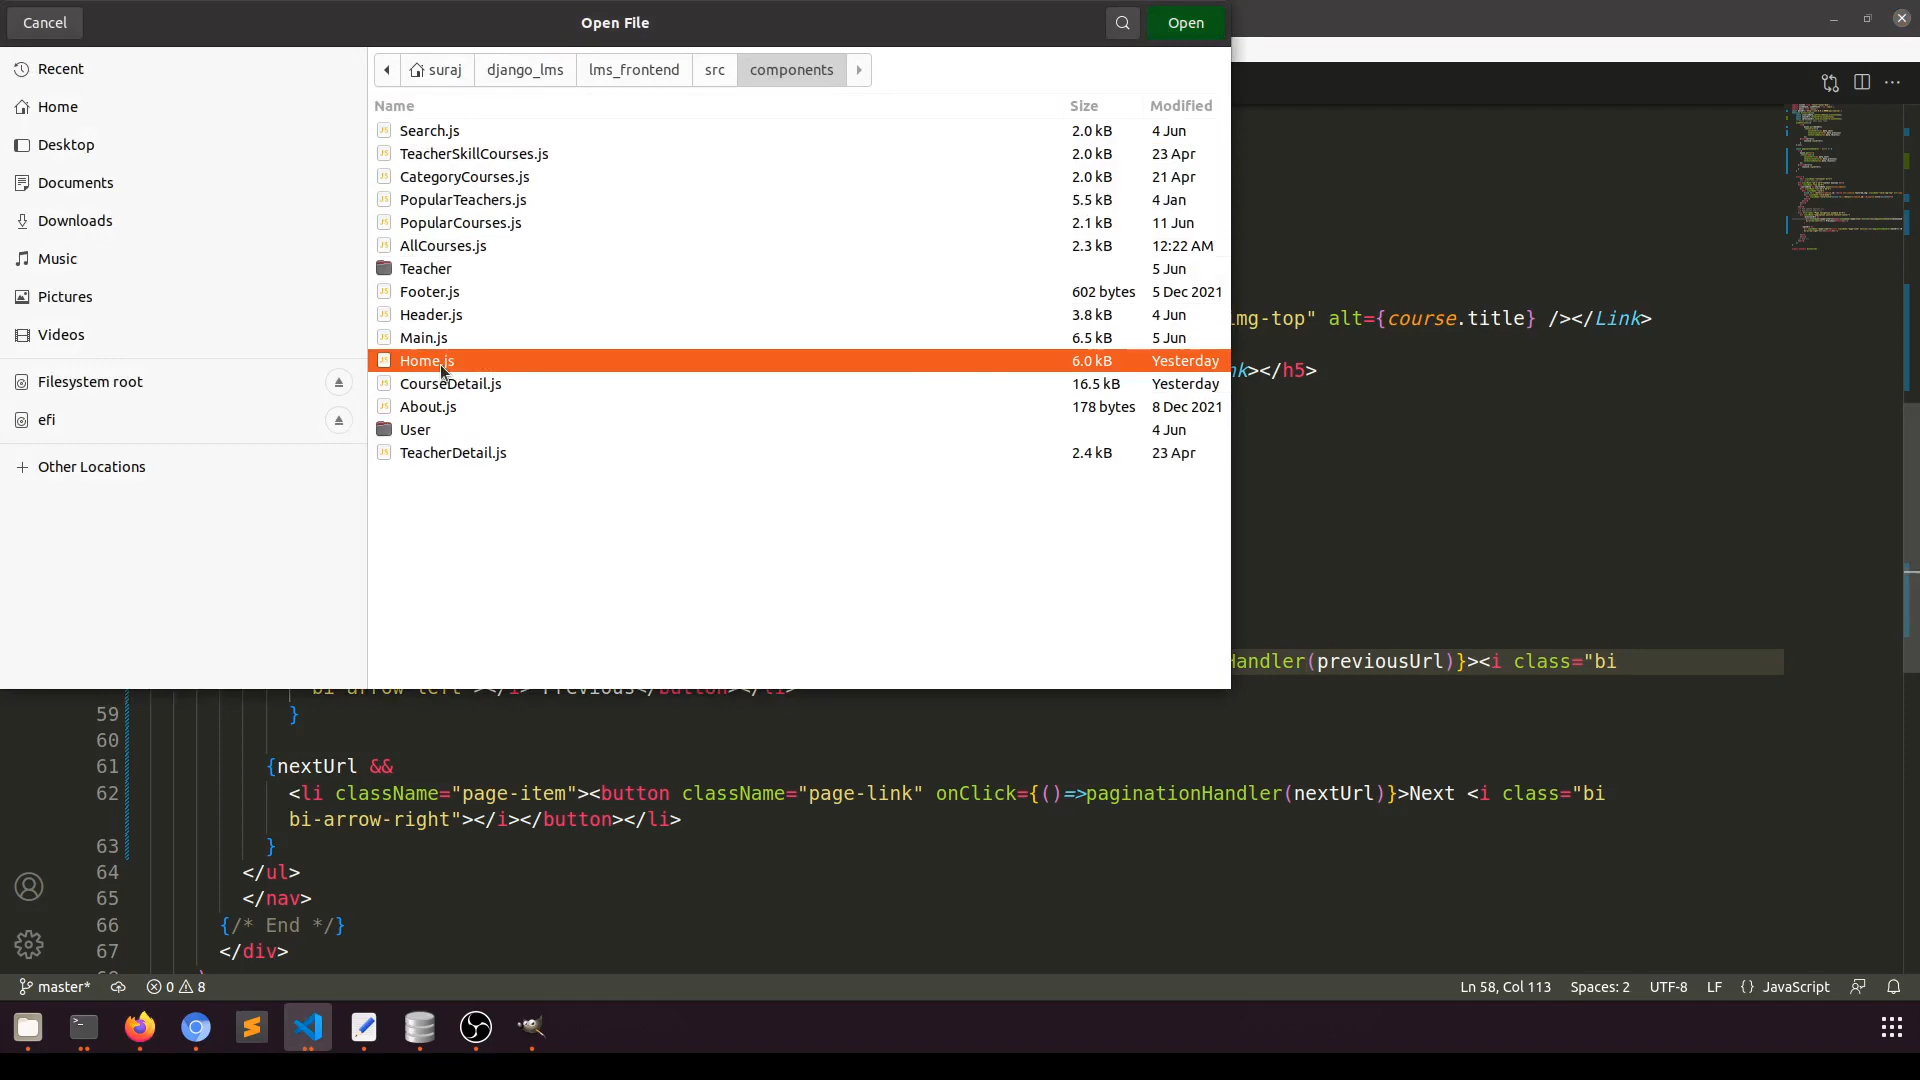 Cancel
Open File
Open
Recent
Home
Desktop
Documents
Downloads
Music
Pictures
Videos
Filesystem root
efi
Other Locations
suraj django_lms lms_frontend src components
Name Size Modified
Search.js 2.0 kB 4 Jun
TeacherSkillCourses.js 2.0 kB 23 Apr
CategoryCourses.js 2.0 kB 21 Apr
PopularTeachers.js 5.5 kB 4 Jan
PopularCourses.js 2.1 kB 11 Jun
AllCourses.js 2.3 kB 12:22 AM
Teacher 5 Jun
Footer.js 602 bytes 5 Dec 2021
Header.js 3.8 kB 4 Jun
Main.js 6.5 kB 5 Jun
Home.js 6.0 kB Yesterday
CourseDetail.js 16.5 kB Yesterday
About.js 178 bytes 8 Dec 2021
User 4 Jun
TeacherDetail.js 2.4 kB 23 Apr
mg-top" alt={course.title} /></Link>
nk></h5>
Handler(previousUrl)}><i class="bi
bi-arrow-left"></i> Previous</button></li>
59 }
60
61 {nextUrl &&
62 <li className="page-item"><button className="page-link" onClick={()=>paginationHandler(nextUrl)}>Next <i class="bi
bi-arrow-right"></i></button></li>
63 }
64 </ul>
65 </nav>
66 {/* End */}
67 </div>
master* 0 8 Ln 58, Col 113 Spaces: 2 UTF-8 LF {} JavaScript